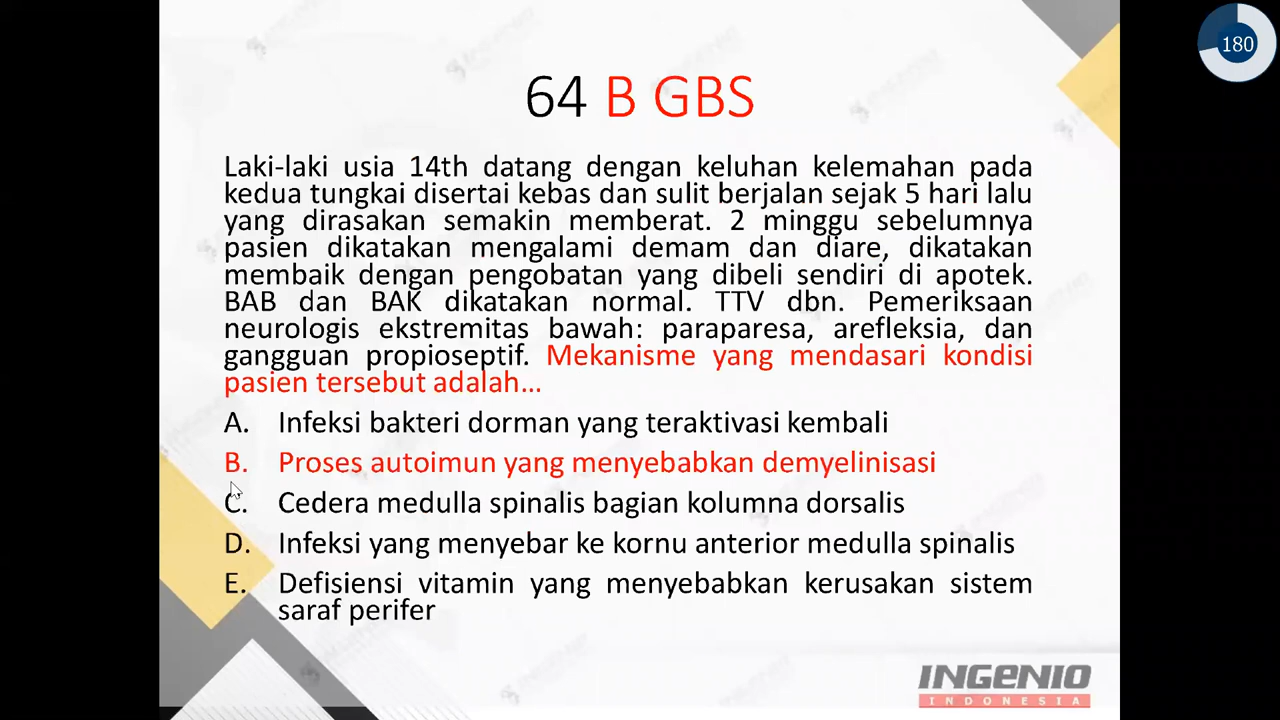 180
64 B GBS
Laki-laki usia 14th datang dengan keluhan kelemahan pada
kedua tungkai disertai kebas dan sulit berjalan sejak 5 hari lalu
yang dirasakan semakin memberat. 2 minggu sebelumnya
pasien dikatakan mengalami demam dan diare, dikatakan
membaik dengan pengobatan yang dibeli sendiri di apotek.
BAB dan BAK dikatakan normal. TTV dbn. Pemeriksaan
neurologis ekstremitas bawah: paraparesa, arefleksia, dan
gangguan propioseptif. Mekanisme yang mendasari kondisi
pasien tersebut adalah...
A. Infeksi bakteri dorman yang teraktivasi kembali
B. Proses autoimun yang menyebabkan demyelinisasi
C. Cedera medulla spinalis bagian kolumna dorsalis
D. Infeksi yang menyebar ke kornu anterior medulla spinalis
E. Defisiensi vitamin yang menyebabkan kerusakan sistem
saraf perifer
INGENIO
INDONESIA